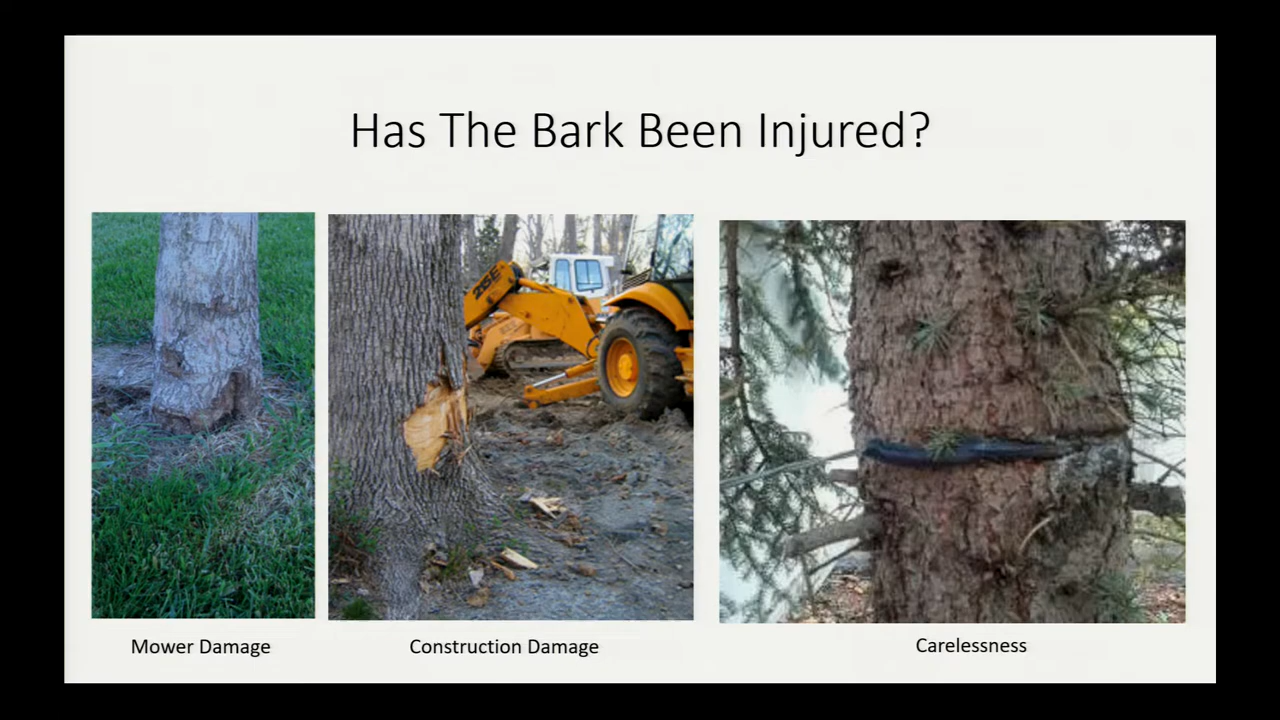 Has The Bark Been Injured?
Mower Damage
Construction Damage
Carelessness